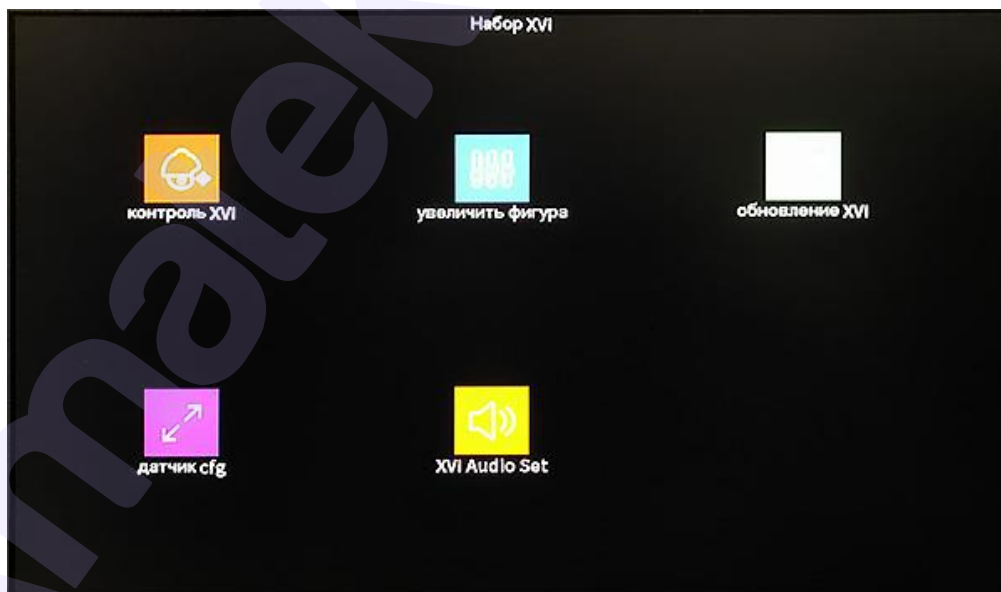 Набор XVI
контроль XVI
увеличить фигура
обновление XVI
датчик cfg
XVI Audio Set